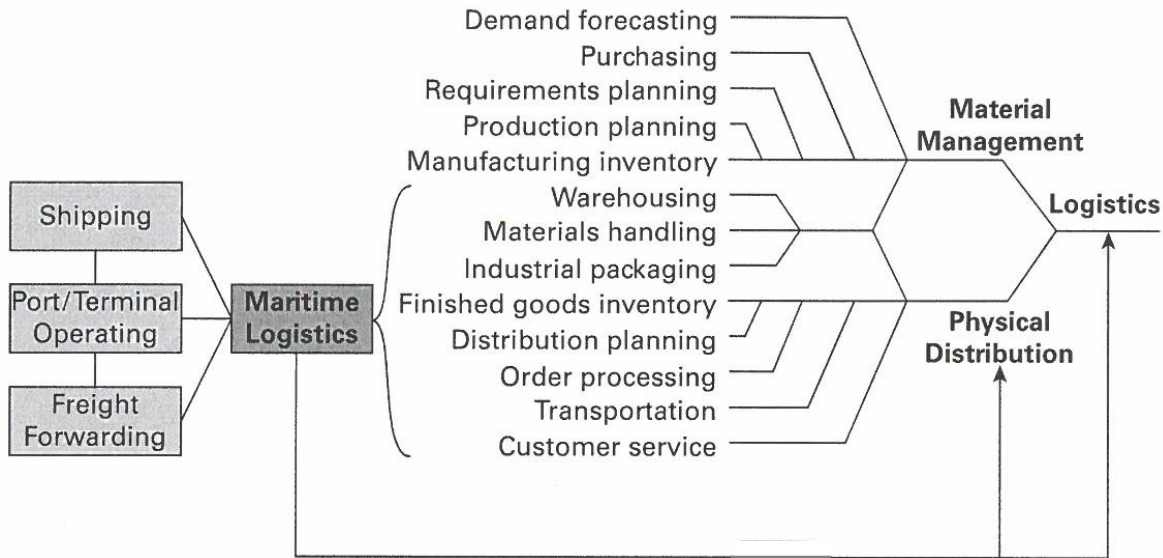 Demand forecasting
Purchasing
Requirements planning
Production planning
Manufacturing inventory
Warehousing
Materials handling
Industrial packaging
Finished goods inventory
Distribution planning
Order processing
Transportation
Customer service
Shipping
Port/Terminal
Operating
Freight
Forwarding
Maritime
Logistics
Material
Management
Logistics
Physical
Distribution